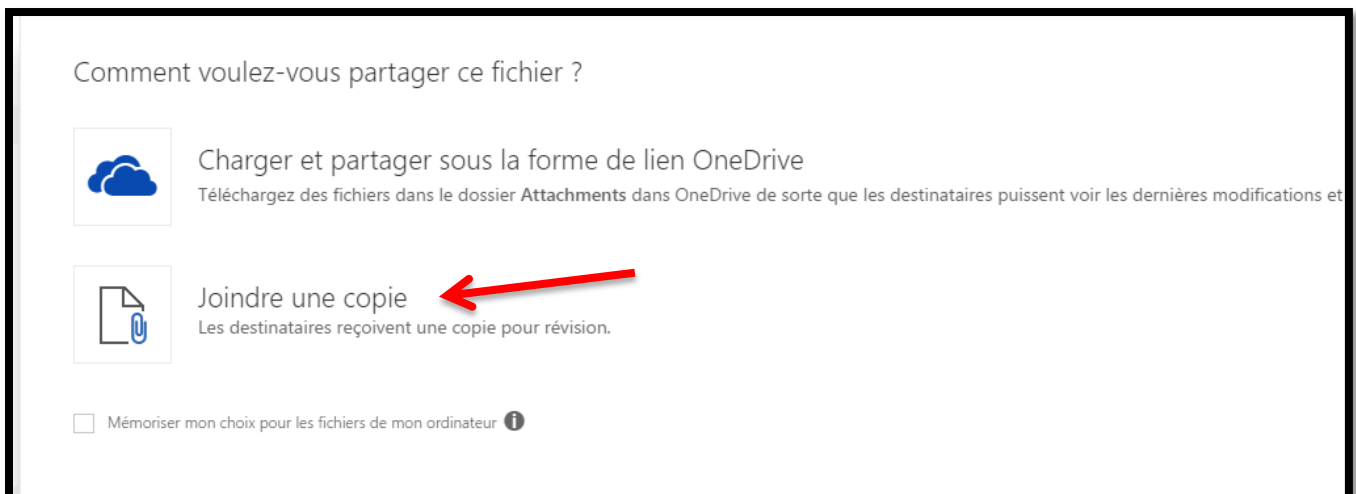 Comment voulez-vous partager ce fichier ?
Charger et partager sous la forme de lien OneDrive
Téléchargez des fichiers dans le dossier Attachments dans OneDrive de sorte que les destinataires puissent voir les dernières modifications et
Joindre une copie
Les destinataires reçoivent une copie pour révision.
Mémoriser mon choix pour les fichiers de mon ordinateur